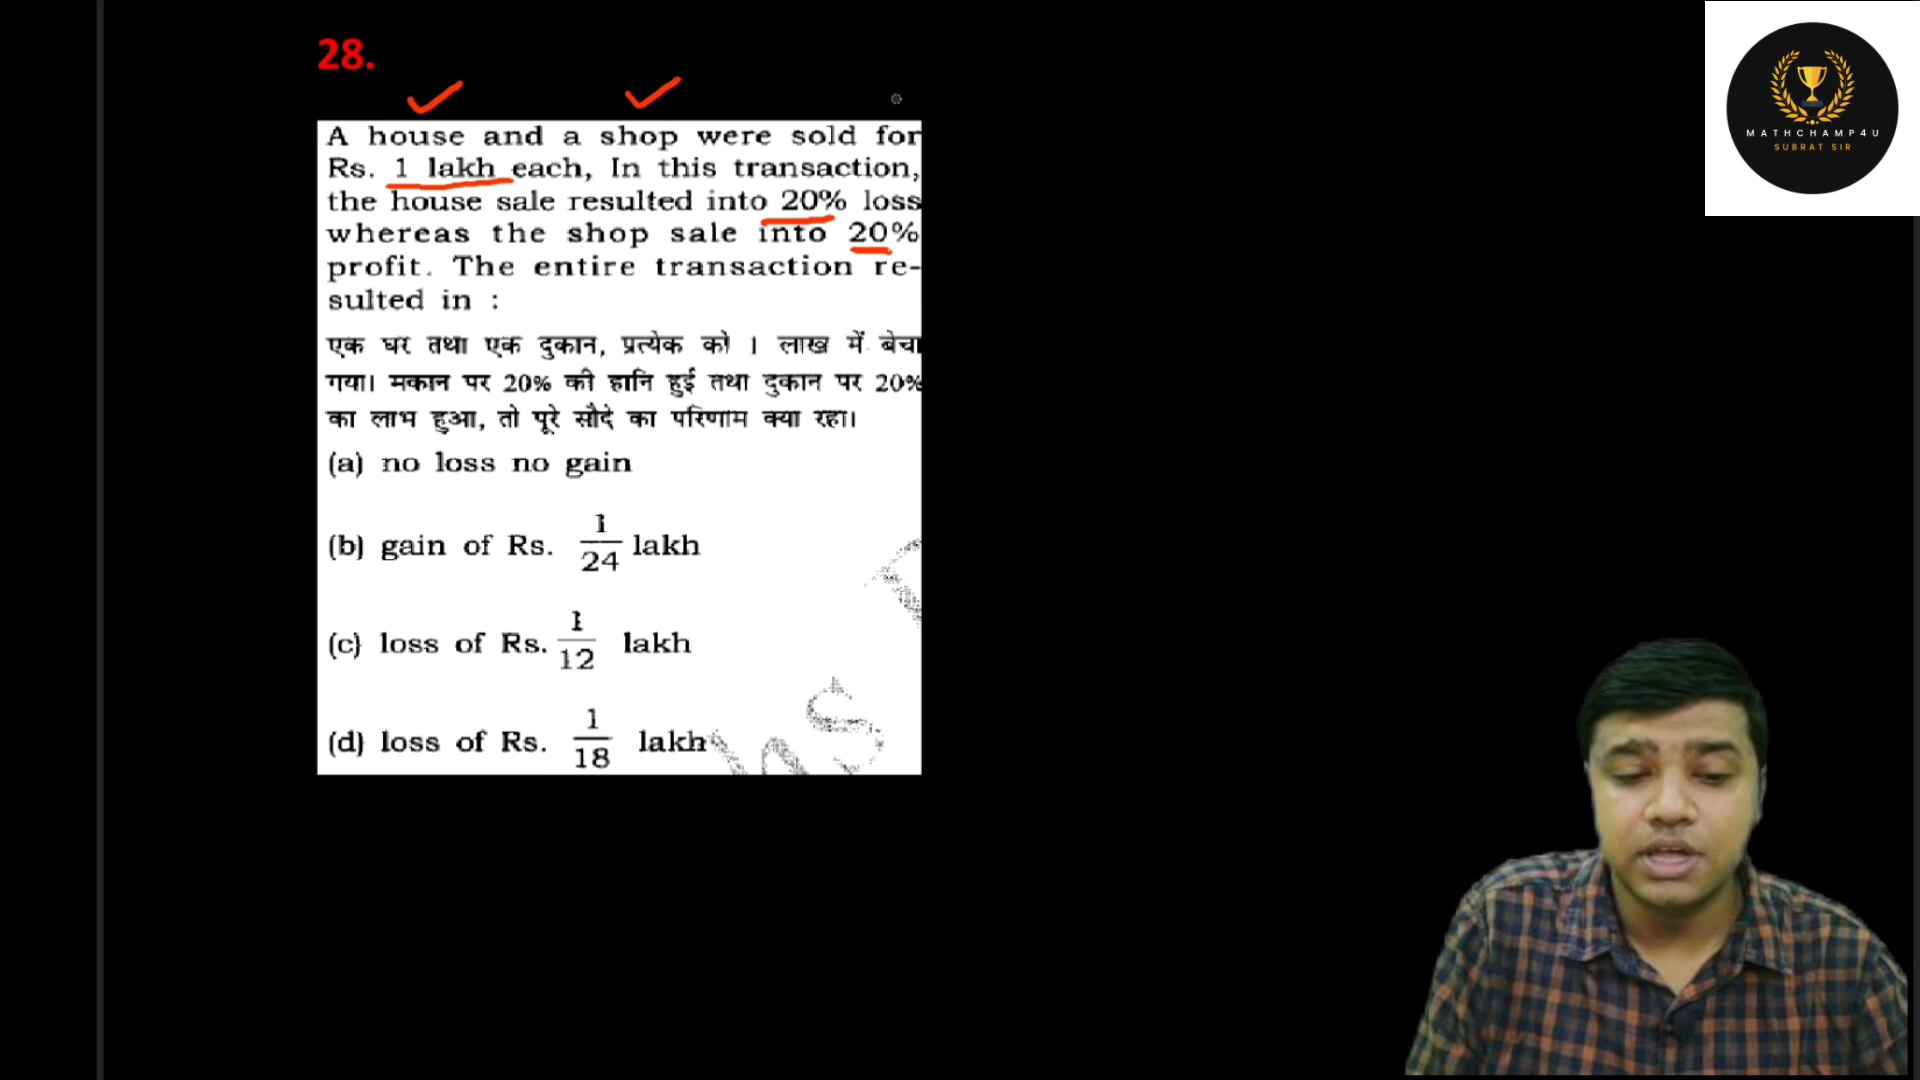 28.
MATHCHAMP4U
SUBRAT SIR
A house and a shop were sold for
Rs. 1 lakh each, In this transaction,
the house sale resulted into 20% loss
whereas the shop sale into 20%
profit. The entire transaction re-
sulted in :
एक घर तथा एक दुकान, प्रत्येक को । लाख में बेचा
गया। मकान पर 20% की हानि हुई तथा दुकान पर 20%
का लाभ हुआ, तो पूरे सौदे का परिणाम क्या रहा।
(a) no loss no gain
(b) gain of Rs. 1/24 lakh
(c) loss of Rs. 1/12 lakh
(d) loss of Rs. 1/18 lakh